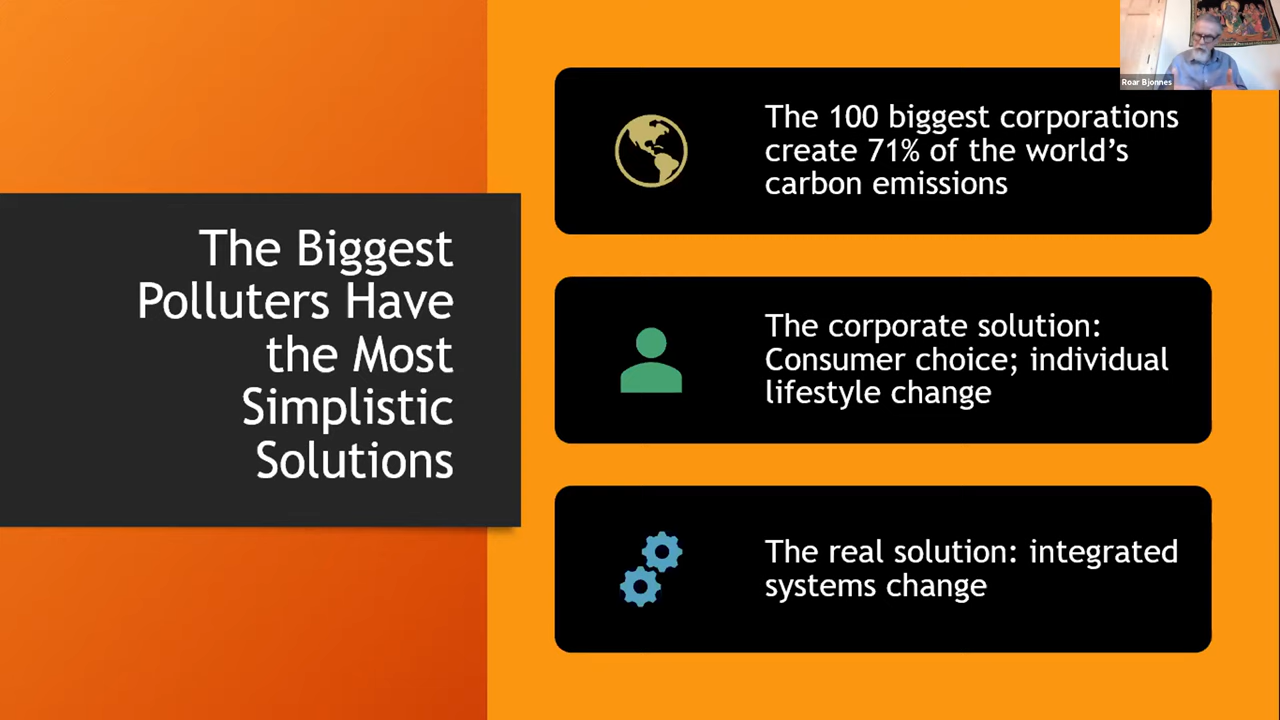 The Biggest
Polluters Have
the Most
Simplistic
Solutions
The 100 biggest corporations
create 71% of the world’s
carbon emissions
The corporate solution:
Consumer choice; individual
lifestyle change
The real solution: integrated
systems change
Roar Bjonnes